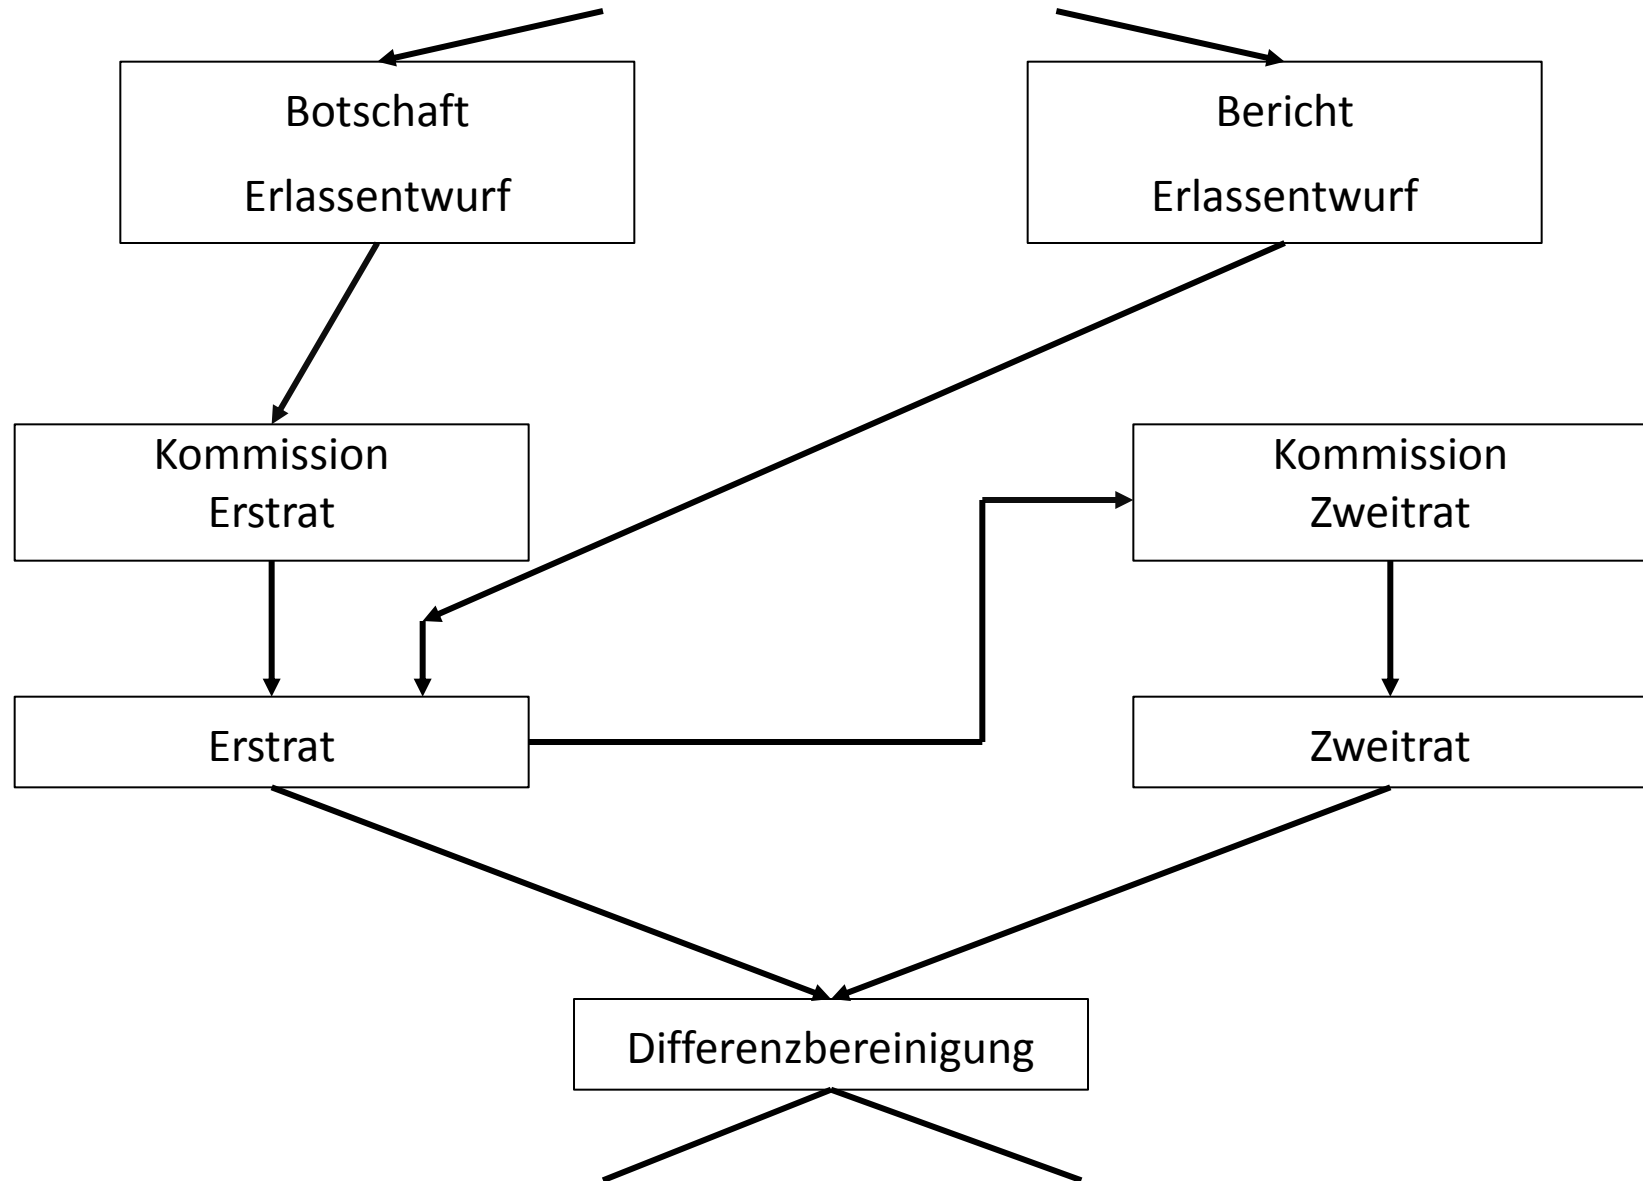 Botschaft
Erlassentwurf
Bericht
Erlassentwurf
Kommission
Erstrat
Kommission
Zweitrat
Erstrat
Zweitrat
Differenzbereinigung